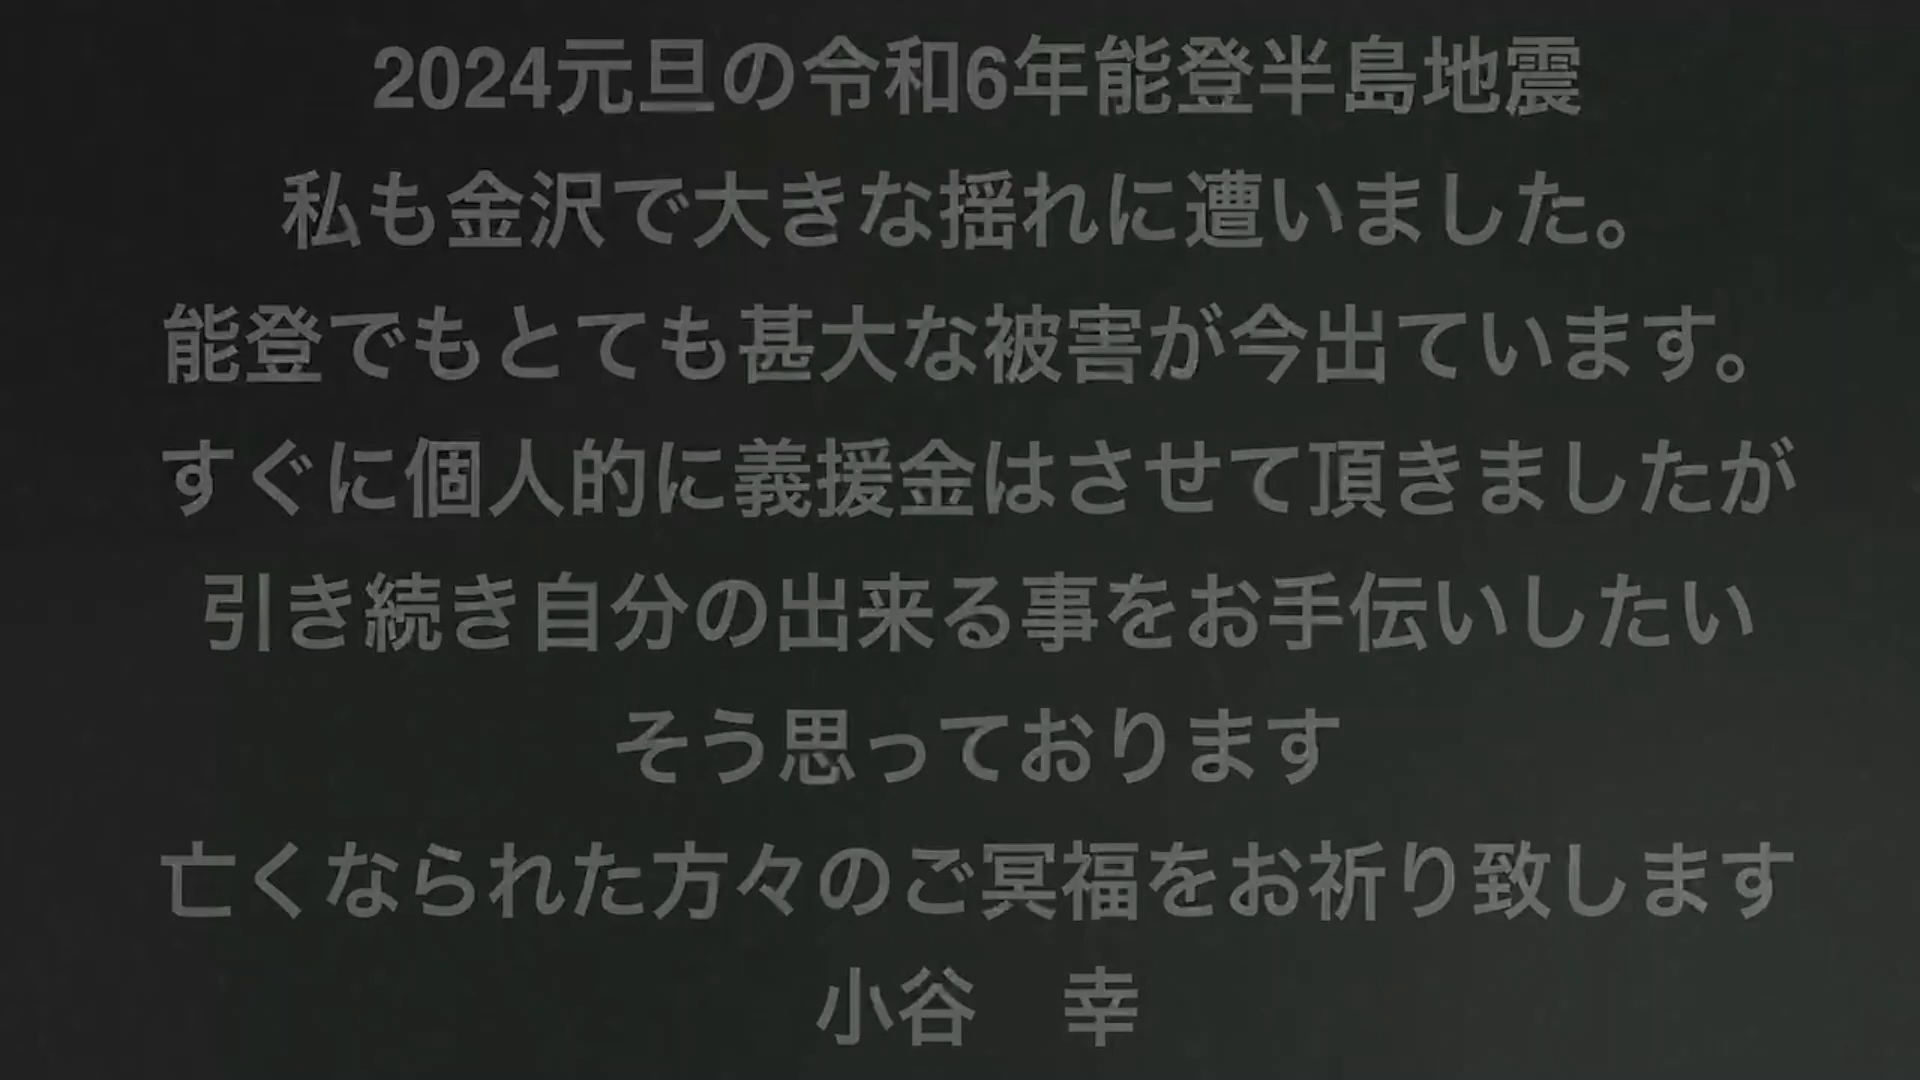 2024元旦の令和6年能登半島地震
私も金沢で大きな揺れに遭いました。
能登でもとても甚大な被害が今出ています。
すぐに個人的に義援金はさせて頂きましたが
引き続き自分の出来る事をお手伝いしたい
そう思っております
亡くなられた方々のご冥福をお祈り致します
小谷　幸